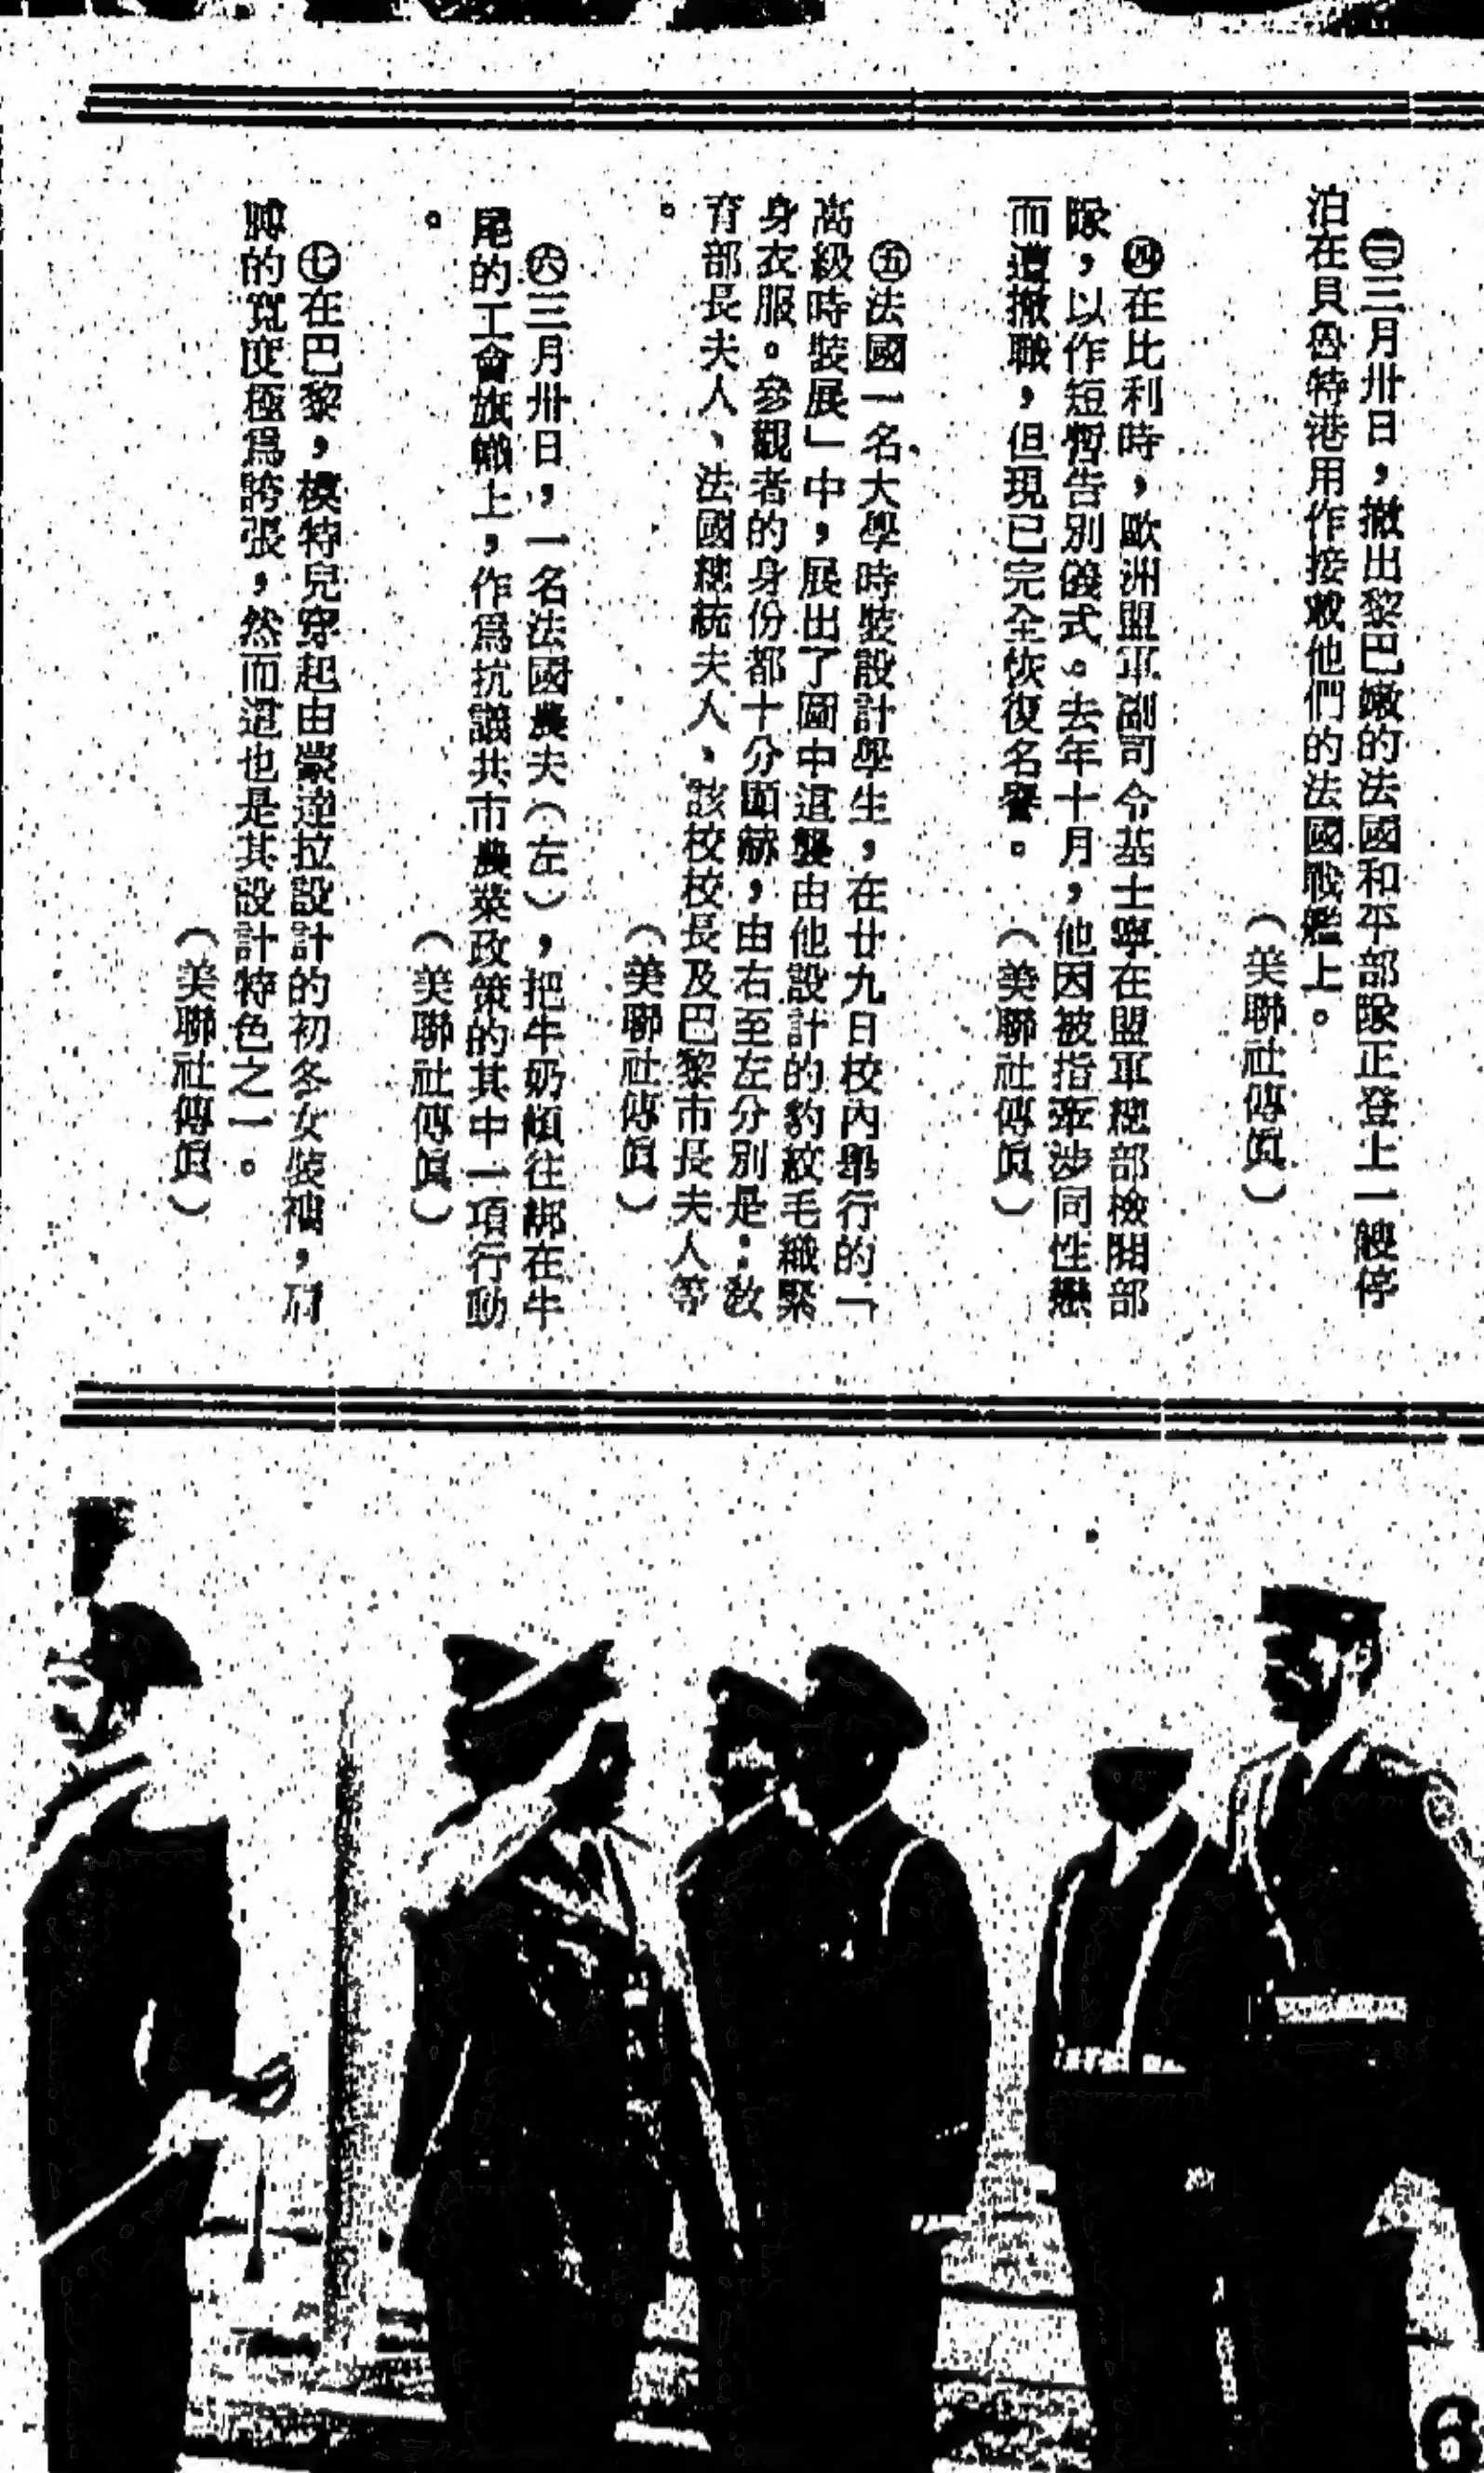 ㊂三月卅日，撤出黎巴嫩的法國和平部隊正登上一艘停
泊在貝魯特港用作接載他們的法國戰艦上。
（美聯社傳眞）
㊃在比利時，歐洲盟軍副司令基士寧在盟軍總部檢閱部
隊，以作短暫告別儀式。去年十月，他因被指牽涉同性戀
而遭撤職，但現已完全恢復名譽。
（美聯社傳眞）
㊄法國一名大學時裝設計學生，在廿九日校內舉行的「
高級時裝展」中，展出了圖中這襲由他設計的豹紋毛織緊
身衣服。參觀者的身份都十分顯赫，由右至左分別是：敎
育部長夫人、法國總統夫人、該校校長及巴黎市長夫人等
。
（美聯社傳眞）
㊅三月卅日，一名法國農夫（左），把牛奶傾往綁在牛
尾的工會旗幟上，作爲抗議共市農業政策的其中一項行動
。
（美聯社傳眞）
㊆在巴黎，模特兒穿起由蒙達拉設計的初冬女裝褸，肩
膊的寬度極爲誇張，然而這也是其設計特色之一。
（美聯社傳眞）
6